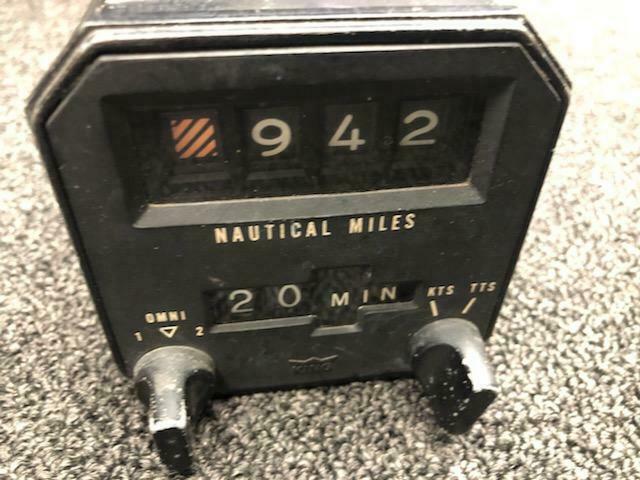 942
NAUTICAL MILES
20 MIN
KTS TTS
OMNI
1 2
KING